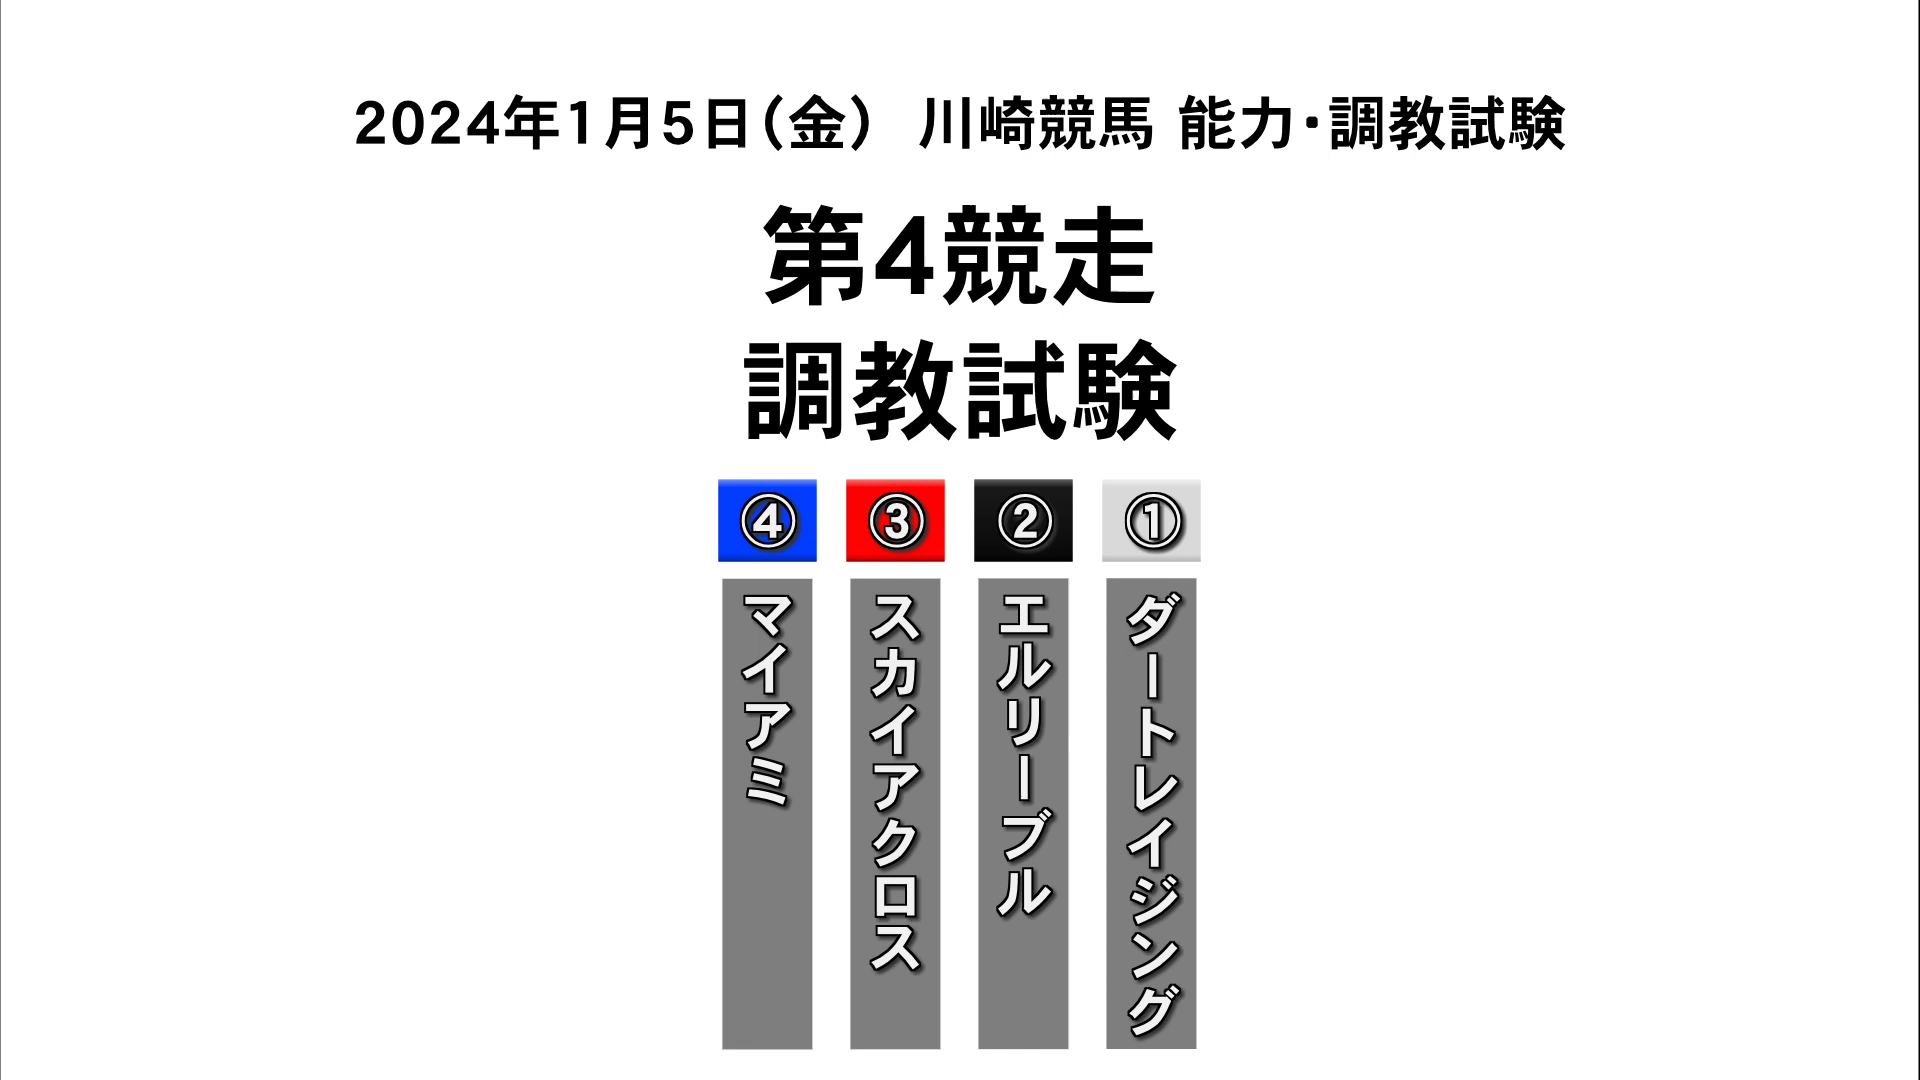 2024年1月5日(金) 川崎競馬 能力・調教試験
第4競走
調教試験
①
ダートレイジング
②
エルリーブル
③
スカイアクロス
④
マイアミ